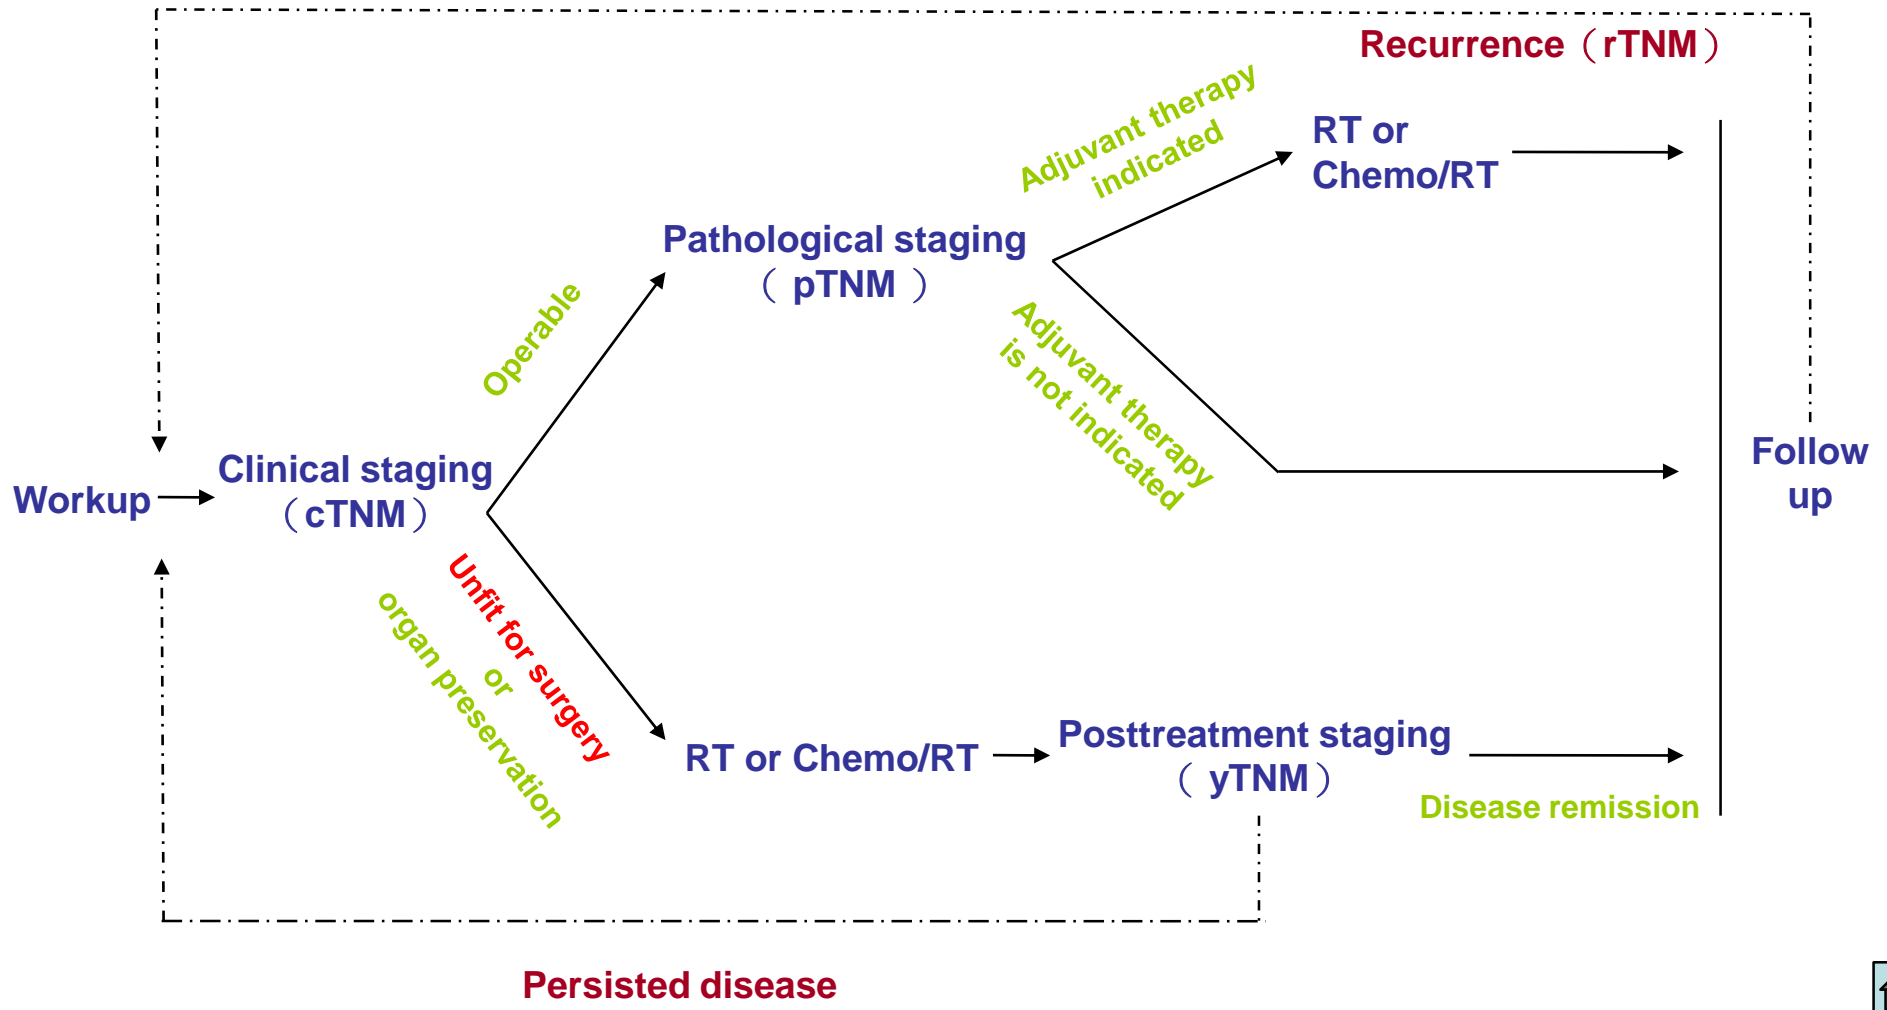 Recurrence（rTNM）
Adjuvant therapy
indicated
RT or
Chemo/RT
Pathological staging
（ pTNM ）
Operable
Adjuvant therapy
is not indicated
Follow
up
Clinical staging
（cTNM）
Workup
Unfit for surgery
or
organ preservation
RT or Chemo/RT
Posttreatment staging
（ yTNM）
Disease remission
Persisted disease